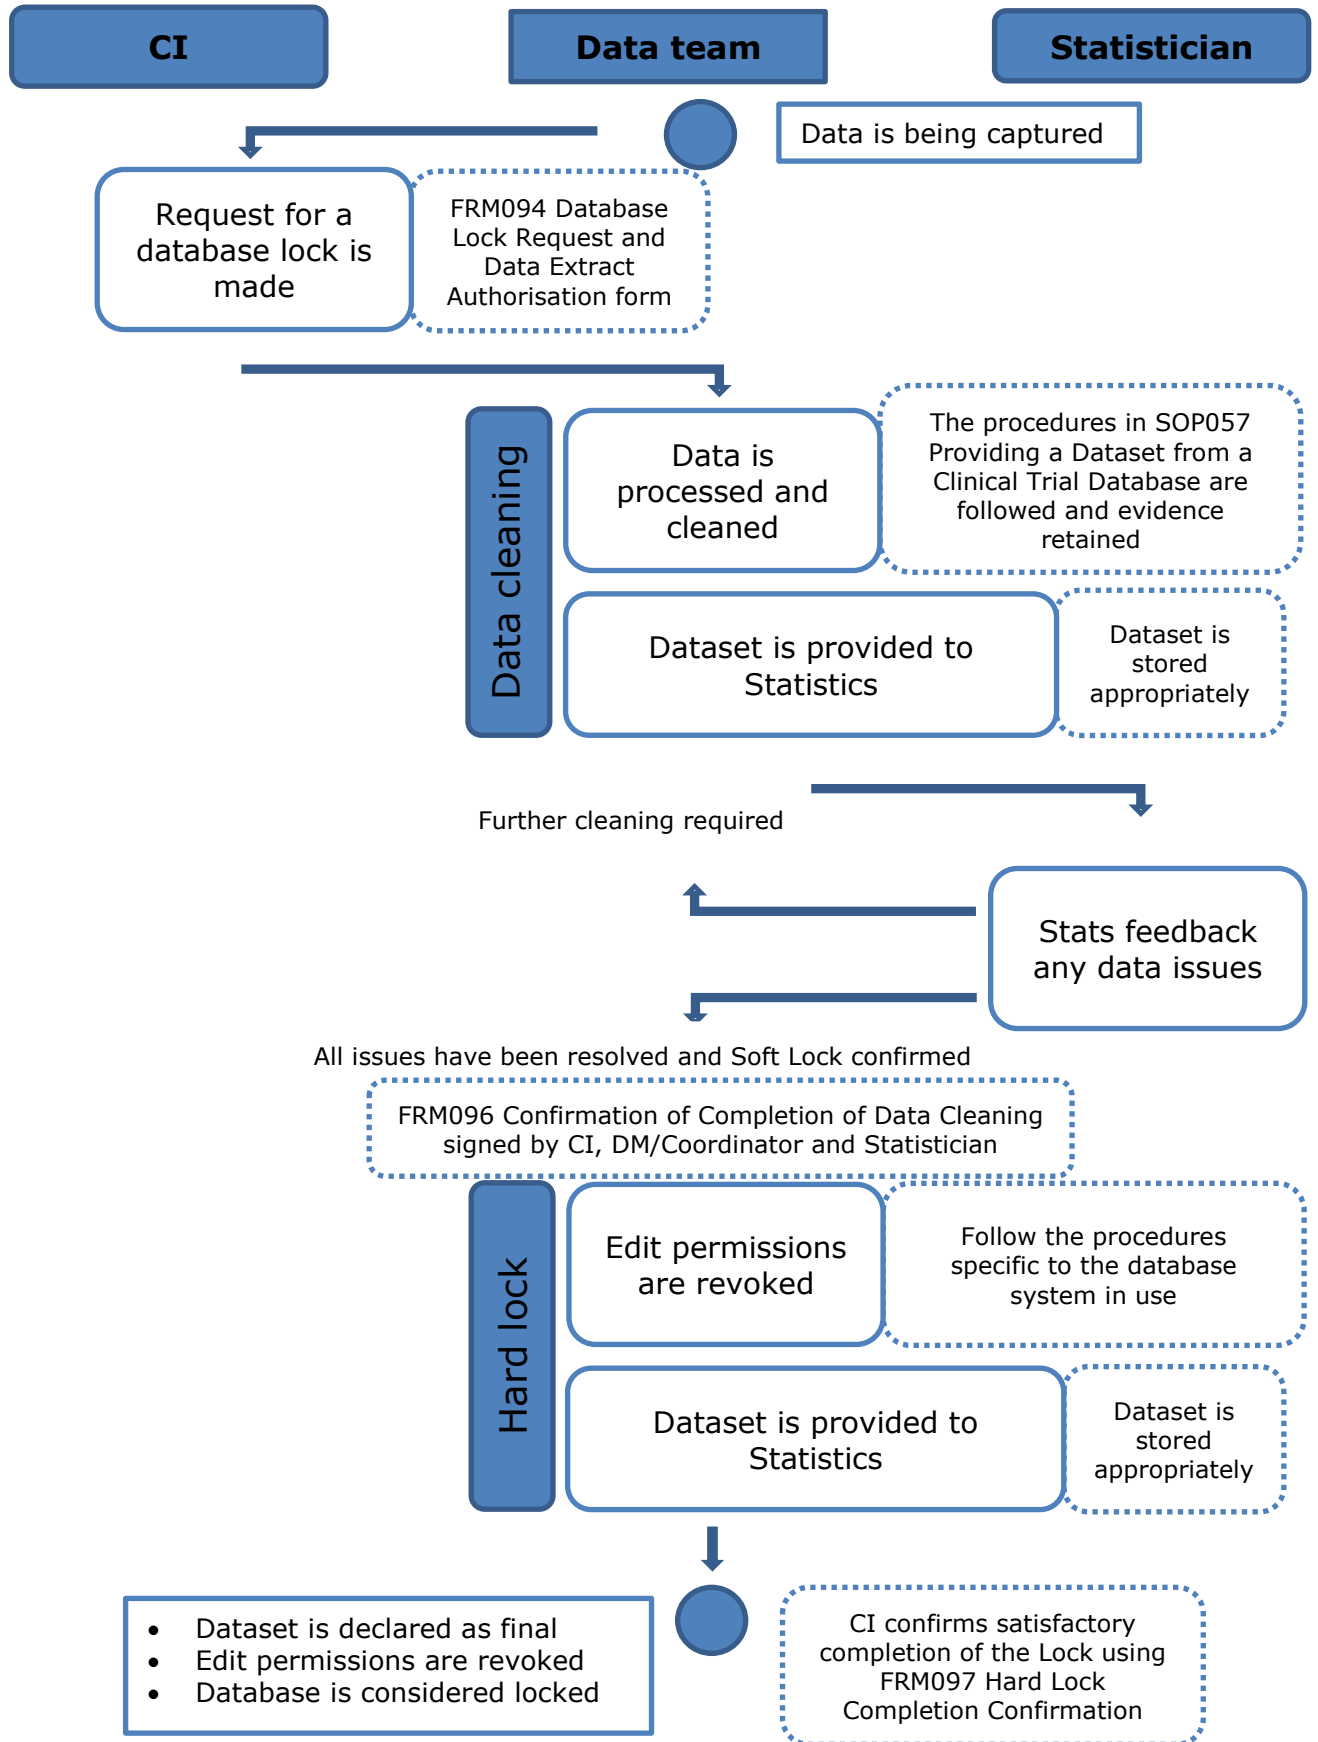 CI
Data team
Statistician
Data is being captured
Request for a
database lock is
made
FRM094 Database
Lock Request and
Data Extract
Authorisation form
Data cleaning
Data is
processed and
cleaned
The procedures in SOP057
Providing a Dataset from a
Clinical Trial Database are
followed and evidence
retained
Dataset is provided to
Statistics
Dataset is
stored
appropriately
Further cleaning required
Stats feedback
any data issues
All issues have been resolved and Soft Lock confirmed
FRM096 Confirmation of Completion of Data Cleaning
signed by CI, DM/Coordinator and Statistician
Hard lock
Edit permissions
are revoked
Follow the procedures
specific to the database
system in use
Dataset is provided to
Statistics
Dataset is
stored
appropriately
• Dataset is declared as final
• Edit permissions are revoked
• Database is considered locked
CI confirms satisfactory
completion of the Lock using
FRM097 Hard Lock
Completion Confirmation